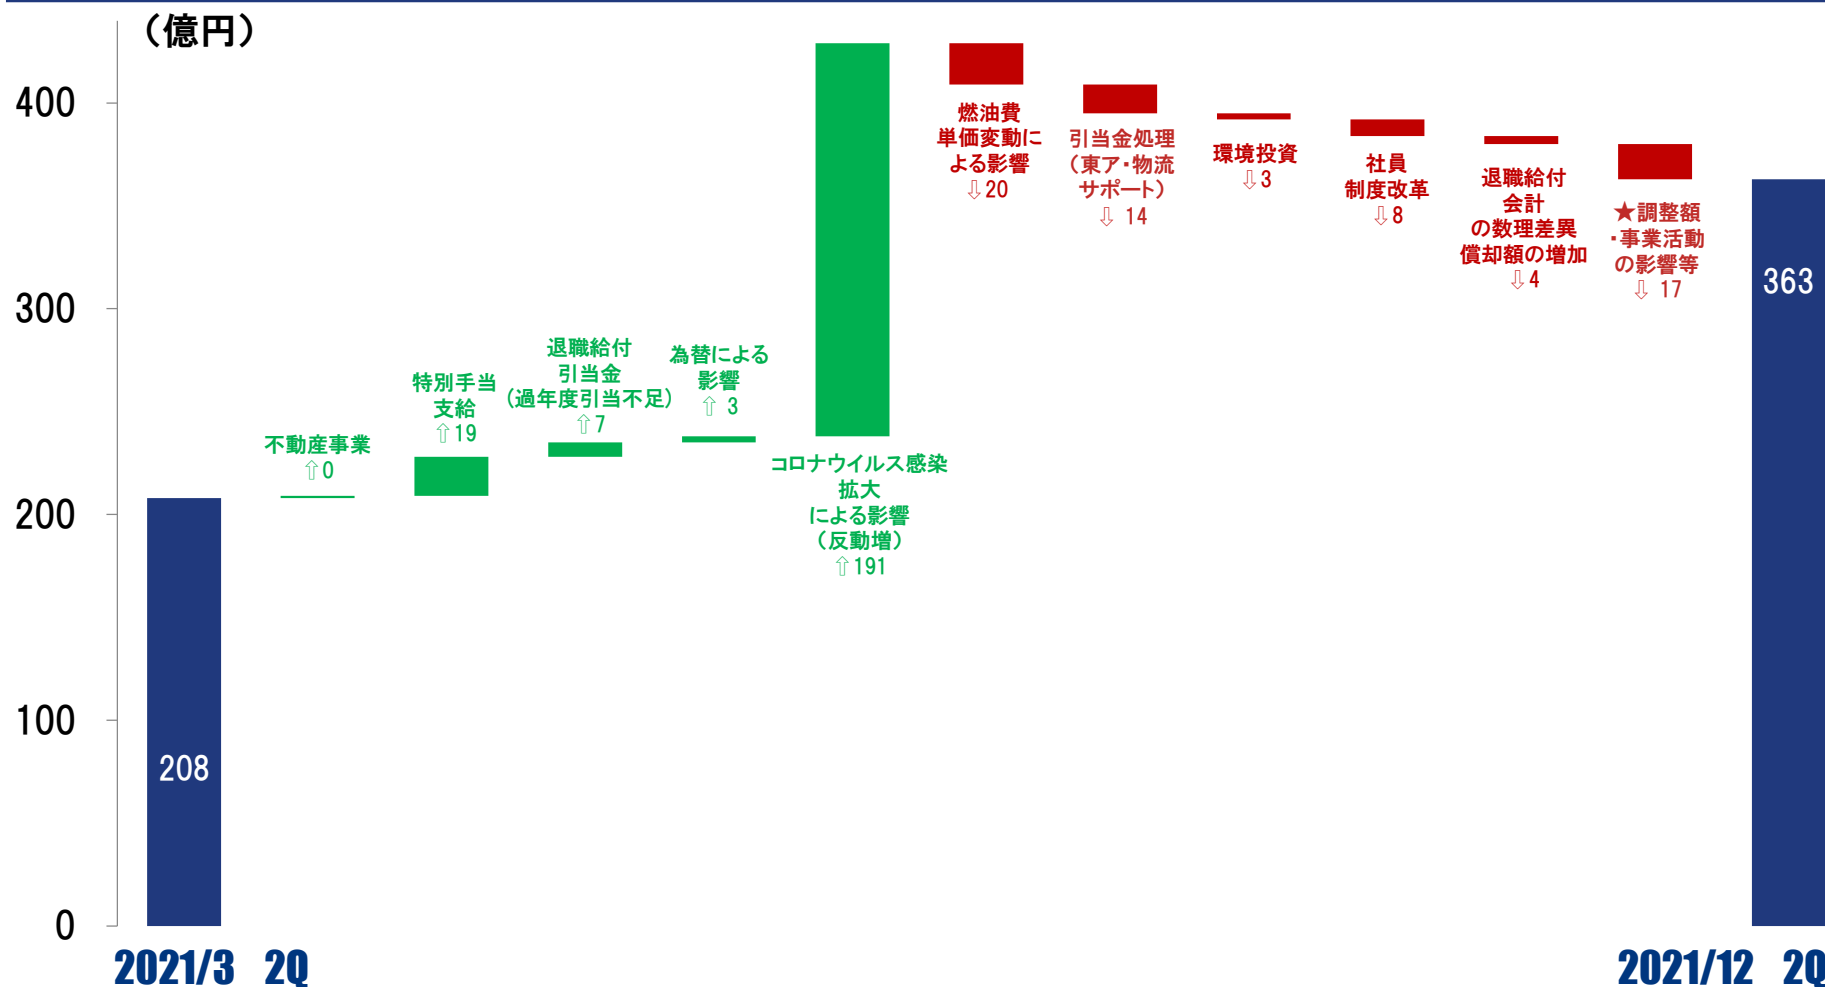 （億円）
400
300
200
100
0
208
不動産事業
⇧0
特別手当
支給
⇧19
退職給付
引当金
(過年度引当不足)
⇧7
為替による
影響
⇧ 3
コロナウイルス感染
拡大
による影響
（反動増）
⇧191
燃油費
単価変動に
よる影響
⇩20
引当金処理
（東ア・物流
サポート）
⇩ 14
環境投資
⇩3
社員
制度改革
⇩8
退職給付
会計
の数理差異
償却額の増加
⇩4
★調整額
・事業活動
の影響等
⇩ 17
363
2021/3 2Q
2021/12 2Q